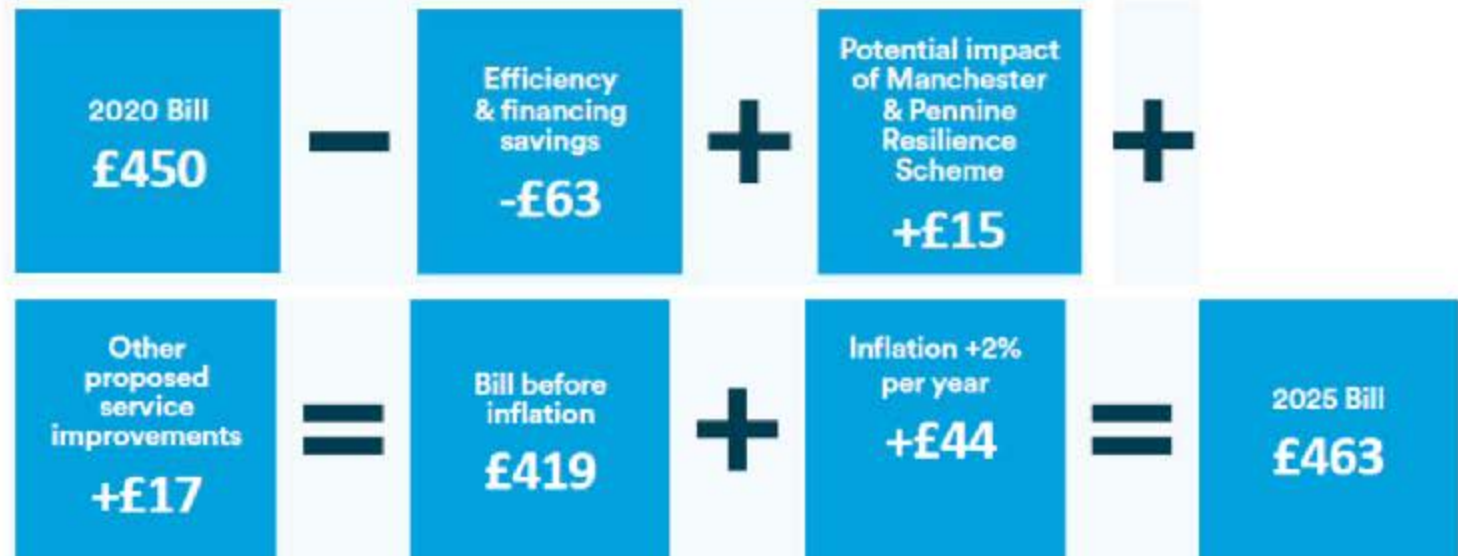 2020 Bill
£450
−
Efficiency
& financing
savings
-£63
+
Potential impact
of Manchester
& Pennine
Resilience
Scheme
+£15
+
Other
proposed
service
improvements
+£17
=
Bill before
inflation
£419
+
Inflation +2%
per year
+£44
=
2025 Bill
£463